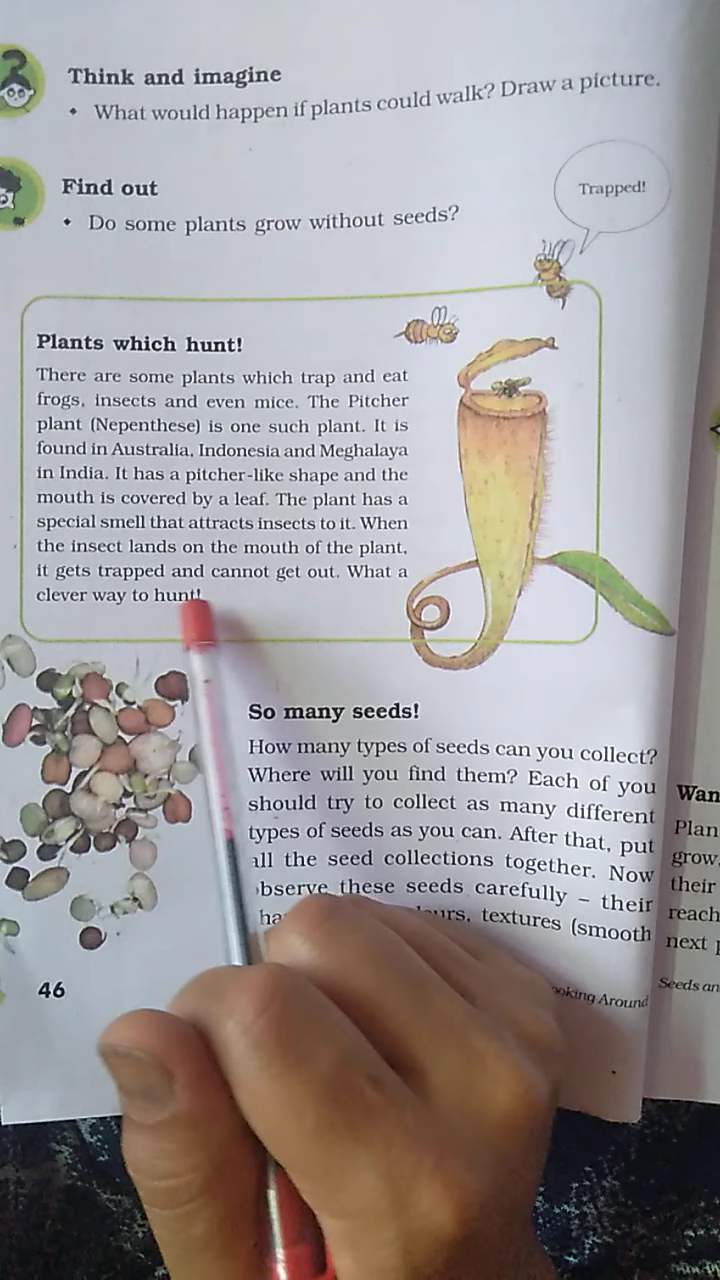 Think and imagine
• What would happen if plants could walk? Draw a picture.
Find out
• Do some plants grow without seeds?
Trapped!
Plants which hunt!
There are some plants which trap and eat
frogs, insects and even mice. The Pitcher
plant (Nepenthese) is one such plant. It is
found in Australia, Indonesia and Meghalaya
in India. It has a pitcher-like shape and the
mouth is covered by a leaf. The plant has a
special smell that attracts insects to it. When
the insect lands on the mouth of the plant,
it gets trapped and cannot get out. What a
clever way to hunt!
So many seeds!
How many types of seeds can you collect?
Where will you find them? Each of you
should try to collect as many different
types of seeds as you can. After that, put
all the seed collections together. Now
these seeds carefully – their
textures (smooth
46
Around
Wan
Plan
grow.
their
reach
next
Seeds an